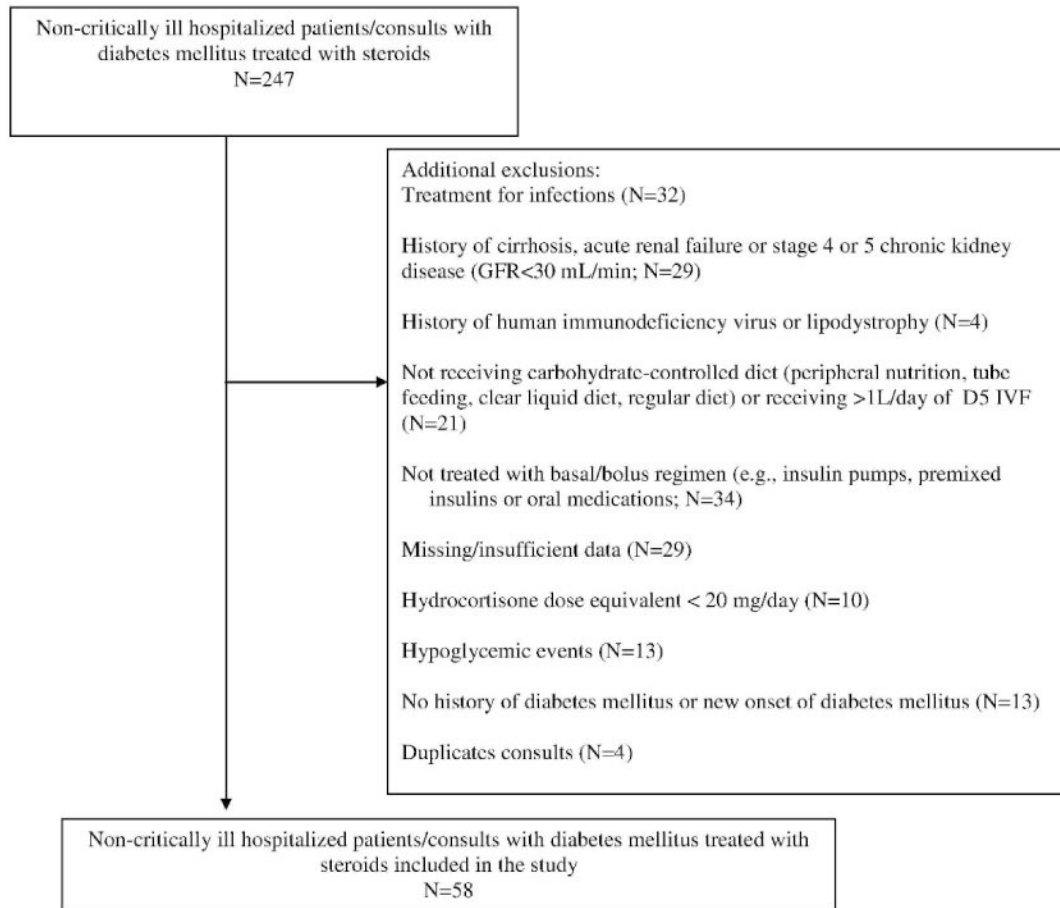 Non-critically ill hospitalized patients/consults with
diabetes mellitus treated with steroids
N=247
Additional exclusions:
Treatment for infections (N=32)
History of cirrhosis, acute renal failure or stage 4 or 5 chronic kidney
disease (GFR<30 mL/min; N=29)
History of human immunodeficiency virus or lipodystrophy (N=4)
Not receiving carbohydrate-controlled diet (peripheral nutrition, tube
feeding, clear liquid diet, regular diet) or receiving >1L/day of D5 IVF
(N=21)
Not treated with basal/bolus regimen (e.g., insulin pumps, premixed
insulins or oral medications; N=34)
Missing/insufficient data (N=29)
Hydrocortisone dose equivalent < 20 mg/day (N=10)
Hypoglycemic events (N=13)
No history of diabetes mellitus or new onset of diabetes mellitus (N=13)
Duplicates consults (N=4)
Non-critically ill hospitalized patients/consults with diabetes mellitus treated with
steroids included in the study
N=58